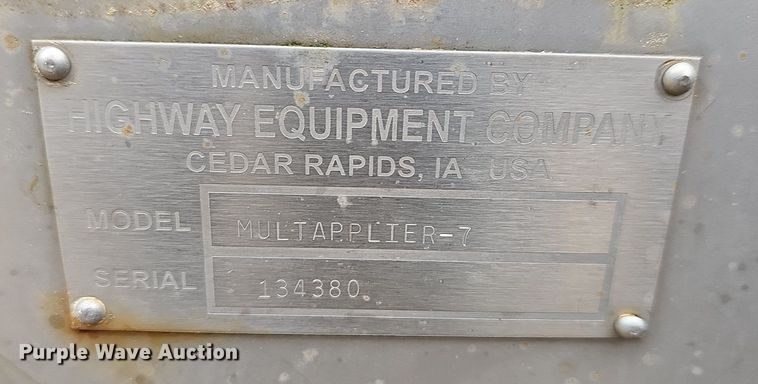 MANUFACTURED BY
HIGHWAY EQUIPMENT COMPANY
CEDAR RAPIDS, IA USA
MODEL MULTAPPLIER-7
SERIAL 134380
Purple Wave Auction